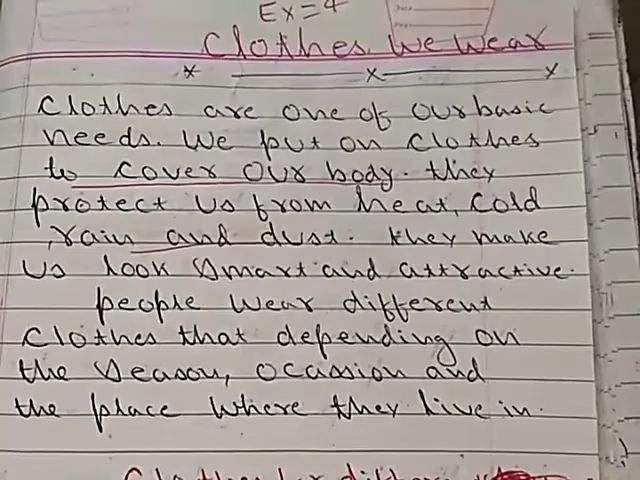 Ex=4
Clothes We Wear
Clothes are one of our basic
needs. We put on clothes
to cover our body. they
protect us from heat, cold
,rain and dust. they make
us look smart and attractive.
people wear different
clothes that depending on
the season, ocassion and
the place where they live in.